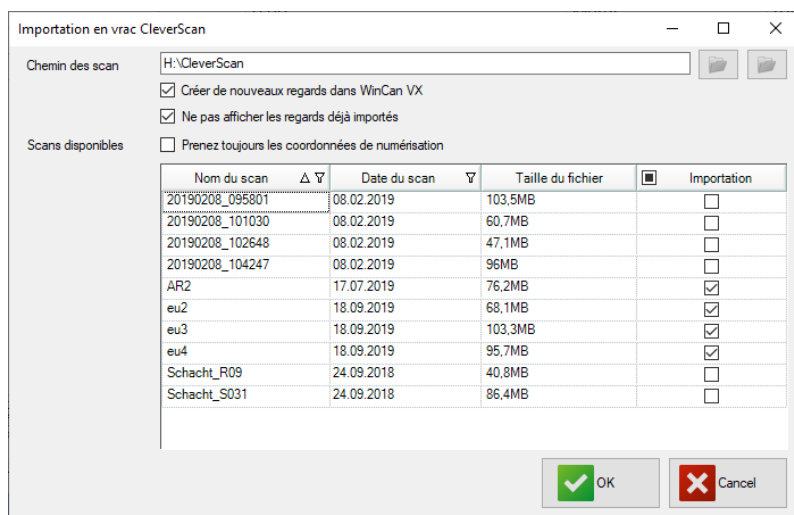 Importation en vrac CleverScan
Chemin des scan H:\CleverScan
Créer de nouveaux regards dans WinCan VX
Ne pas afficher les regards déjà importés
Scans disponibles Prenez toujours les coordonnées de numérisation
Nom du scan Date du scan Taille du fichier Importation
20190208_095801 08.02.2019 103,5MB
20190208_101030 08.02.2019 60,7MB
20190208_102648 08.02.2019 47,1MB
20190208_104247 08.02.2019 96MB
AR2 17.07.2019 76,2MB
eu2 18.09.2019 68,1MB
eu3 18.09.2019 103,3MB
eu4 18.09.2019 95,7MB
Schacht_R09 24.09.2018 40,8MB
Schacht_S031 24.09.2018 86,4MB
OK Cancel